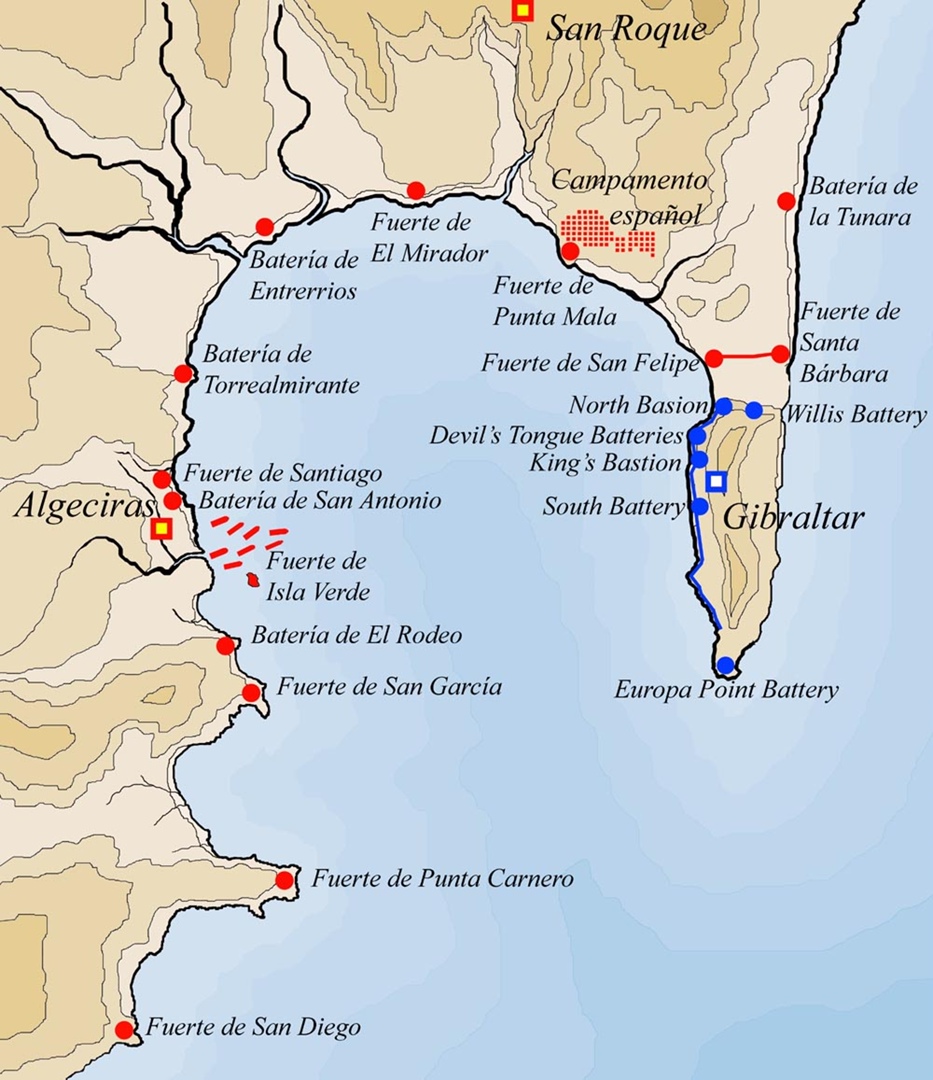 San Roque
Campamento
español
Batería de
la Tunara
Fuerte de
El Mirador
Batería de
Entrerrios
Fuerte de
Punta Mala
Fuerte de
Santa
Bárbara
Batería de
Torrealmirante
Fuerte de San Felipe
North Basion
Willis Battery
Devil's Tongue Batteries
King's Bastion
Fuerte de Santiago
Batería de San Antonio
Algeciras
South Battery
Gibraltar
Fuerte de
Isla Verde
Batería de El Rodeo
Fuerte de San García
Europa Point Battery
Fuerte de Punta Carnero
Fuerte de San Diego